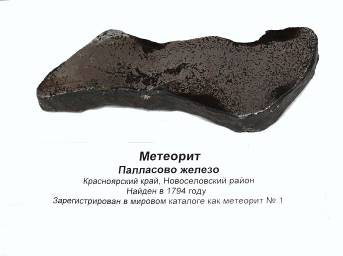 Метеорит
Палласово железо
Красноярский край, Новоселовский район
Найден в 1794 году
Зарегистрирован в мировом каталоге как метеорит № 1